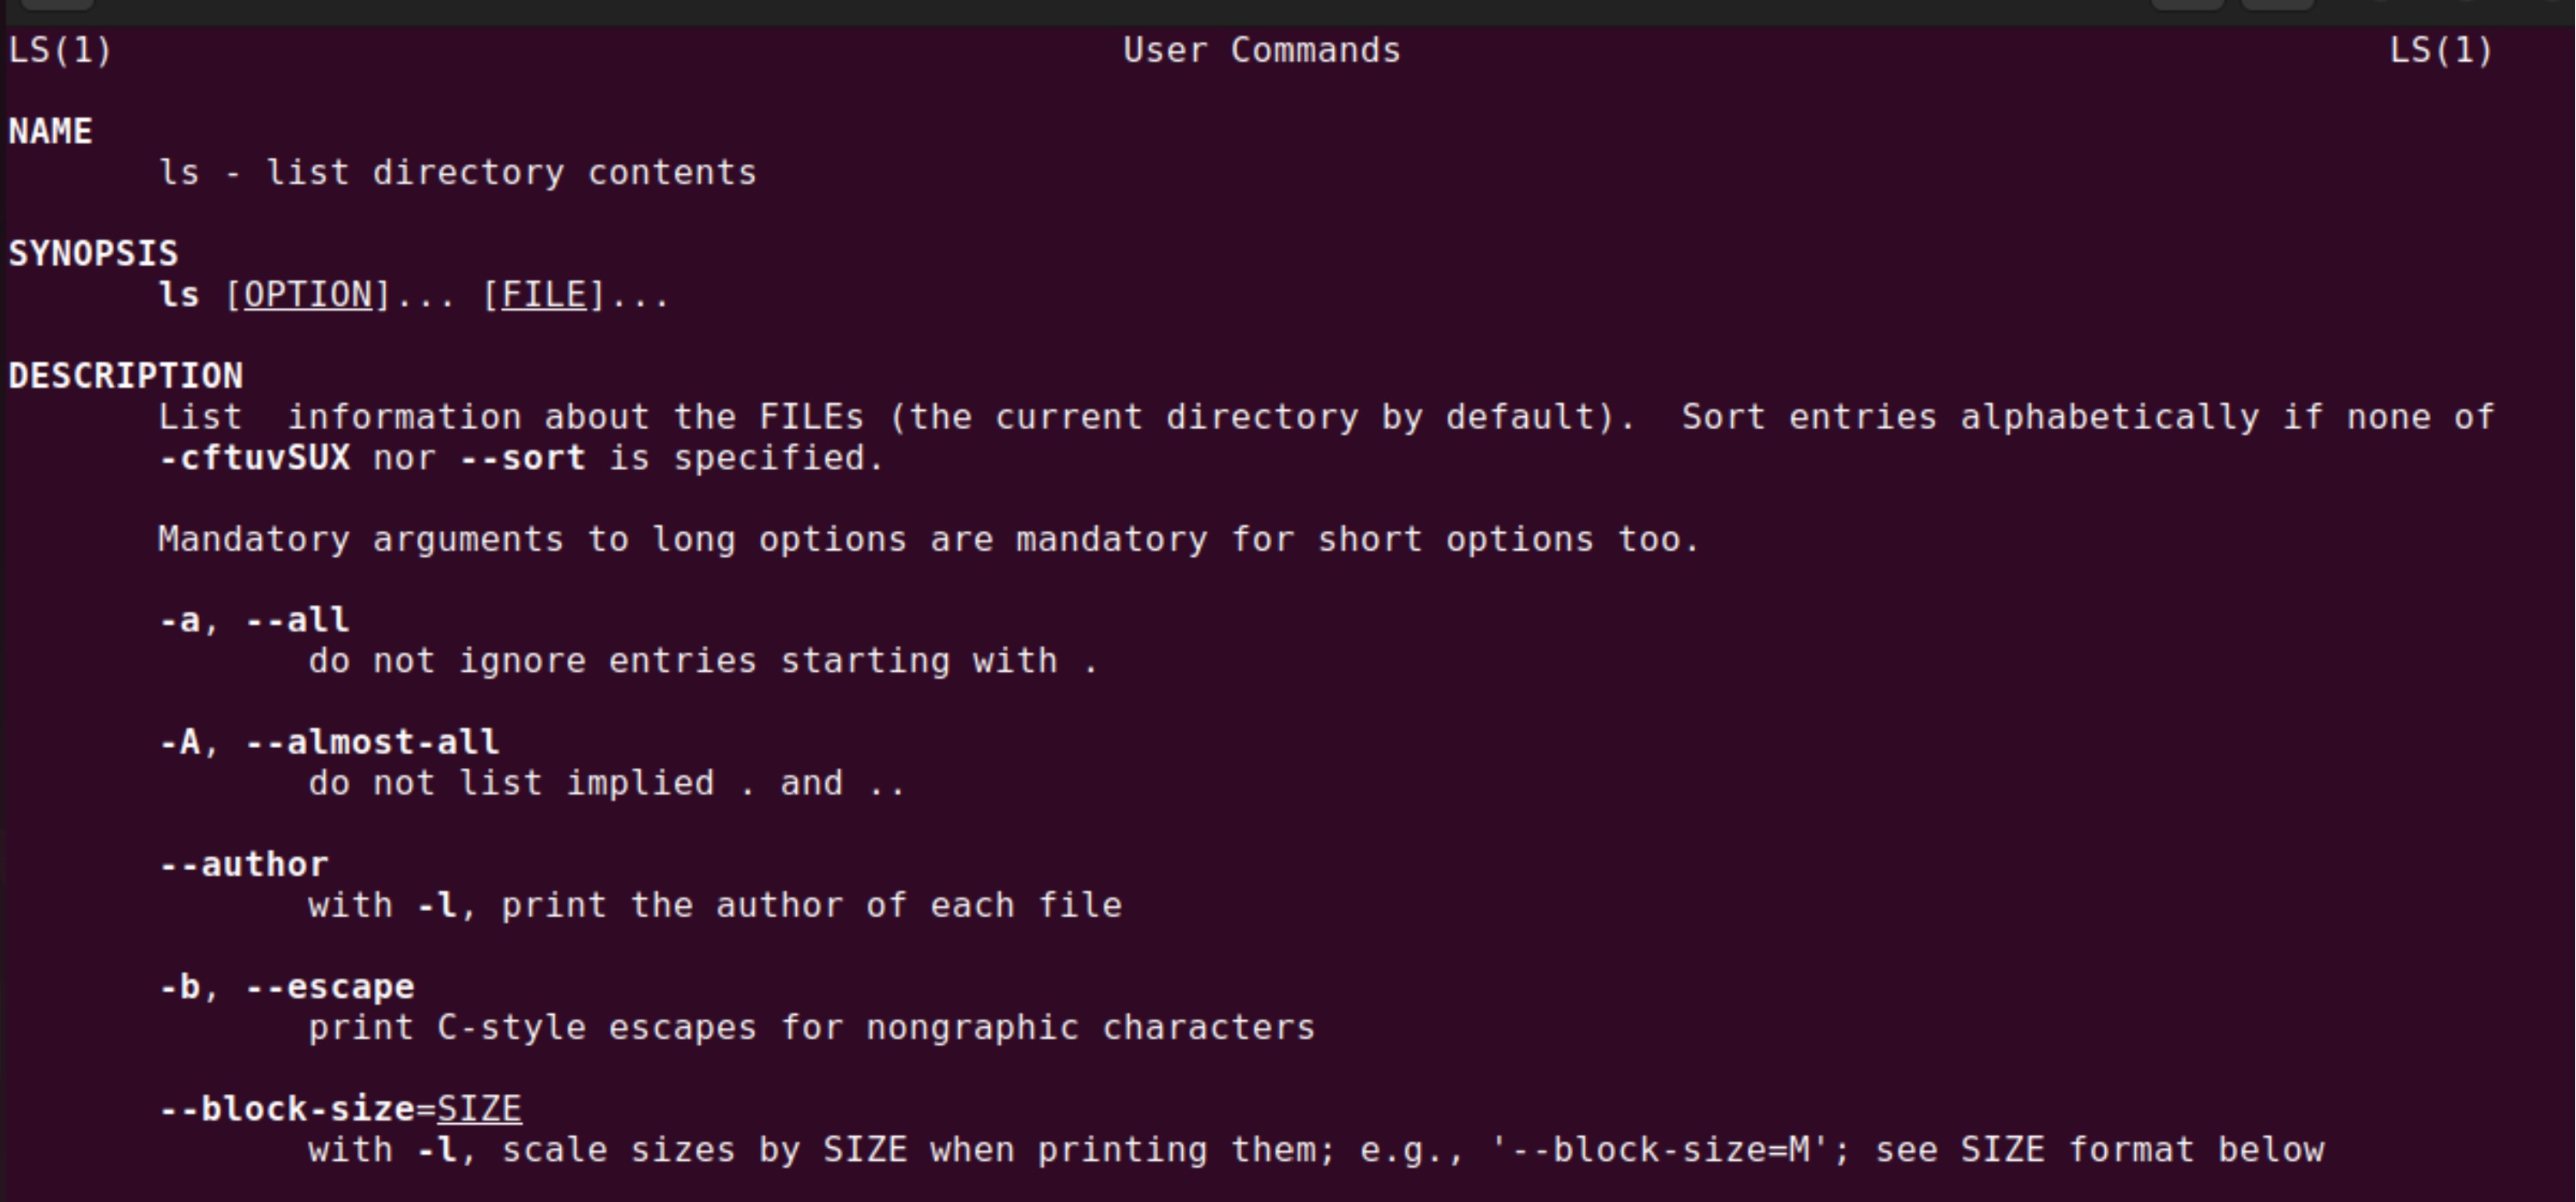 LS(1) User Commands LS(1)
NAME
ls - list directory contents
SYNOPSIS
ls [OPTION]... [FILE]...
DESCRIPTION
List  information about the FILEs (the current directory by default).  Sort entries alphabetically if none of
-cftuvSUX nor --sort is specified.
Mandatory arguments to long options are mandatory for short options too.
-a, --all
do not ignore entries starting with .
-A, --almost-all
do not list implied . and ..
--author
with -l, print the author of each file
-b, --escape
print C-style escapes for nongraphic characters
--block-size=SIZE
with -l, scale sizes by SIZE when printing them; e.g., '--block-size=M'; see SIZE format below